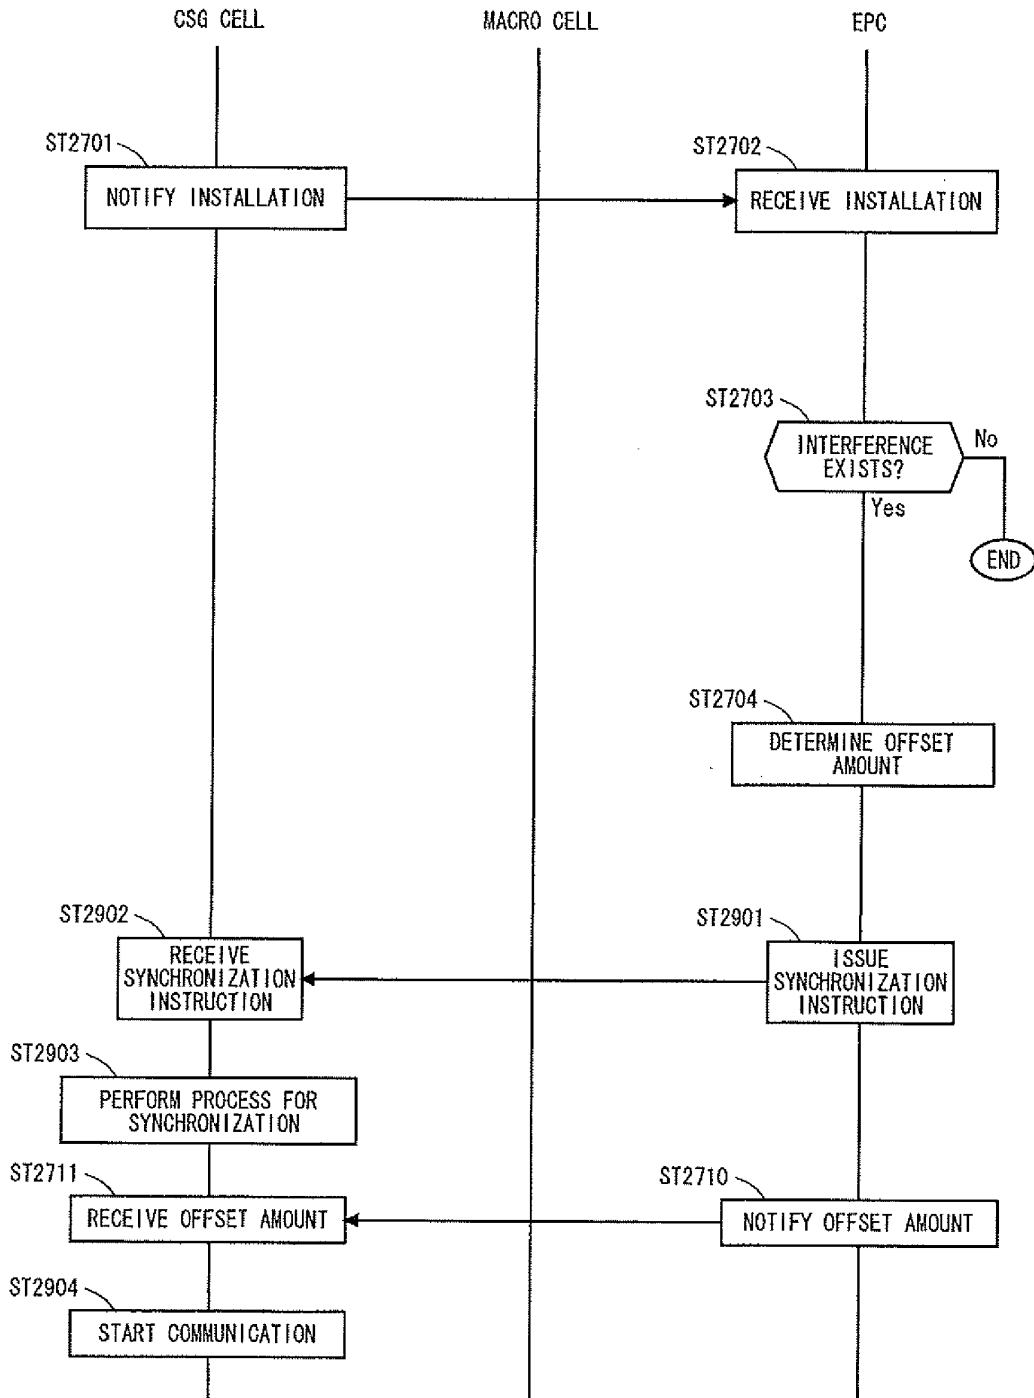 CSG CELL
MACRO CELL
EPC
ST2701
NOTIFY INSTALLATION
ST2702
RECEIVE INSTALLATION
ST2703
INTERFERENCE
EXISTS?
No
Yes
END
ST2704
DETERMINE OFFSET
AMOUNT
ST2902
RECEIVE
SYNCHRONIZATION
INSTRUCTION
ST2901
ISSUE
SYNCHRONIZATION
INSTRUCTION
ST2903
PERFORM PROCESS FOR
SYNCHRONIZATION
ST2711
RECEIVE OFFSET AMOUNT
ST2710
NOTIFY OFFSET AMOUNT
ST2904
START COMMUNICATION